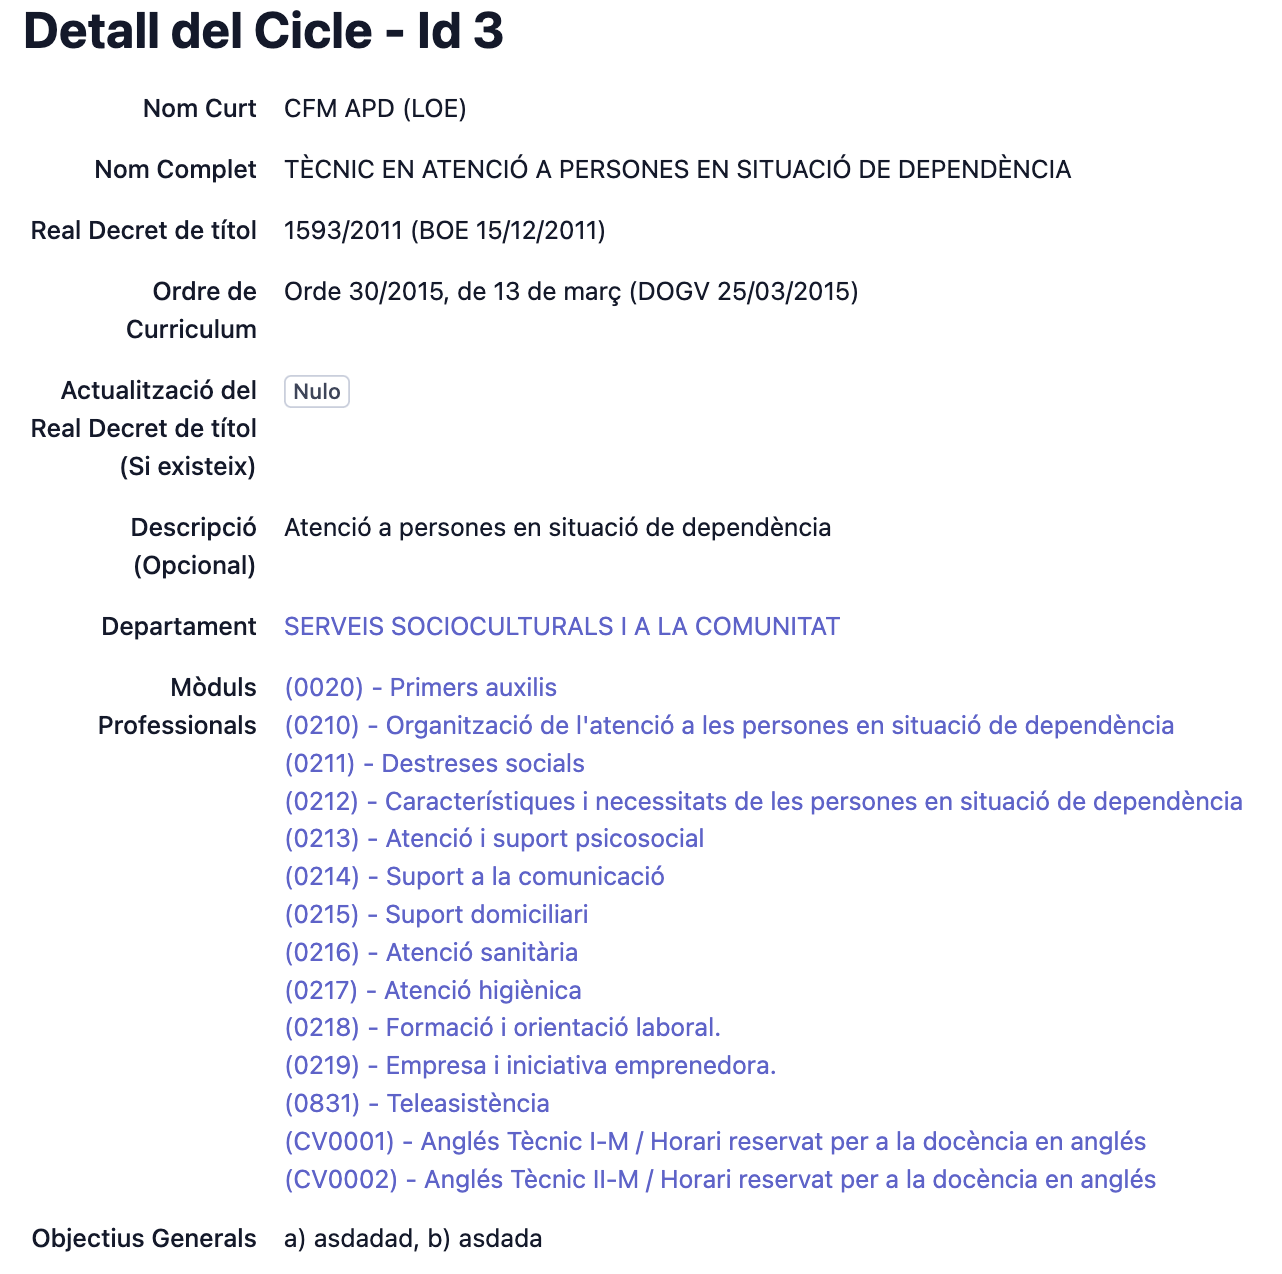 Detall del Cicle - Id 3
Nom Curt CFM APD (LOE)
Nom Complet TÈCNIC EN ATENCIÓ A PERSONES EN SITUACIÓ DE DEPENDÈNCIA
Real Decret de títol 1593/2011 (BOE 15/12/2011)
Ordre de Curriculum Orde 30/2015, de 13 de març (DOGV 25/03/2015)
Actualització del Real Decret de títol (Si existeix) Nulo
Descripció (Opcional) Atenció a persones en situació de dependència
Departament SERVEIS SOCIOCULTURALS I A LA COMUNITAT
Mòduls Professionals
(0020) - Primers auxilis
(0210) - Organització de l'atenció a les persones en situació de dependència
(0211) - Destreses socials
(0212) - Característiques i necessitats de les persones en situació de dependència
(0213) - Atenció i suport psicosocial
(0214) - Suport a la comunicació
(0215) - Suport domiciliari
(0216) - Atenció sanitària
(0217) - Atenció higiènica
(0218) - Formació i orientació laboral.
(0219) - Empresa i iniciativa emprenedora.
(0831) - Teleasistència
(CV0001) - Anglés Tècnic I-M / Horari reservat per a la docència en anglés
(CV0002) - Anglés Tècnic II-M / Horari reservat per a la docència en anglés
Objectius Generals a) asdadad, b) asdada